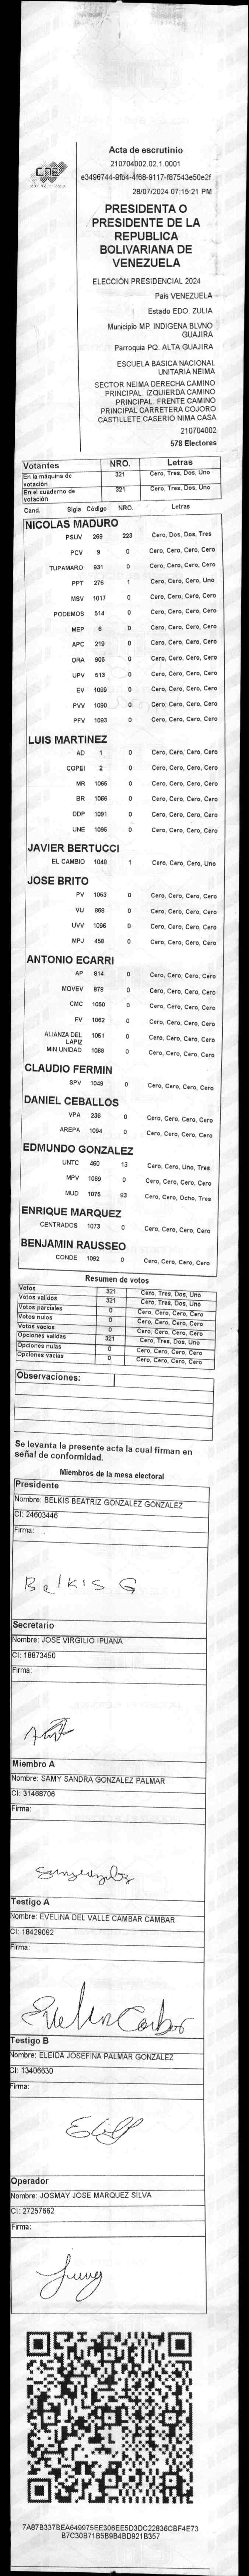 CNE
Acta de escrutinio
210704002.02.1.0001
e3496744-9fb4-4f68-9117-f87543e50e2f
28/07/2024 07:15:21 PM
PRESIDENTA O
PRESIDENTE DE LA
REPUBLICA
BOLIVARIANA DE
VENEZUELA
ELECCIÓN PRESIDENCIAL 2024
País VENEZUELA
Estado EDO. ZULIA
Municipio MP. INDIGENA BLVNO
GUAJIRA
Parroquia PQ. ALTA GUAJIRA
ESCUELA BASICA NACIONAL
UNITARIA NEIMA
SECTOR NEIMA DERECHA CAMINO
PRINCIPAL. IZQUIERDA CAMINO
PRINCIPAL. FRENTE CAMINO
PRINCIPAL CARRETERA COJORO
CASTILLETE CASERIO NIMA CASA
210704002
578 Electores
Votantes NRO. Letras
En la máquina de votación 321 Cero, Tres, Dos, Uno
En el cuaderno de votación 321 Cero, Tres, Dos, Uno
Cand. Sigla Código NRO. Letras
NICOLAS MADURO
PSUV 269 223 Cero, Dos, Dos, Tres
PCV 9 0 Cero, Cero, Cero, Cero
TUPAMARO 931 0 Cero, Cero, Cero, Cero
PPT 276 1 Cero, Cero, Cero, Uno
MSV 1017 0 Cero, Cero, Cero, Cero
PODEMOS 514 0 Cero, Cero, Cero, Cero
MEP 6 0 Cero, Cero, Cero, Cero
APC 219 0 Cero, Cero, Cero, Cero
ORA 906 0 Cero, Cero, Cero, Cero
UPV 513 0 Cero, Cero, Cero, Cero
EV 1089 0 Cero, Cero, Cero, Cero
PVV 1090 0 Cero, Cero, Cero, Cero
PFV 1093 0 Cero, Cero, Cero, Cero
LUIS MARTINEZ
AD 1 0 Cero, Cero, Cero, Cero
COPEI 2 0 Cero, Cero, Cero, Cero
MR 1065 0 Cero, Cero, Cero, Cero
BR 1066 0 Cero, Cero, Cero, Cero
DDP 1091 0 Cero, Cero, Cero, Cero
UNE 1095 0 Cero, Cero, Cero, Cero
JAVIER BERTUCCI
EL CAMBIO 1048 1 Cero, Cero, Cero, Uno
JOSE BRITO
PV 1053 0 Cero, Cero, Cero, Cero
VU 868 0 Cero, Cero, Cero, Cero
UVV 1096 0 Cero, Cero, Cero, Cero
MPJ 458 0 Cero, Cero, Cero, Cero
ANTONIO ECARRI
AP 814 0 Cero, Cero, Cero, Cero
MOVEV 878 0 Cero, Cero, Cero, Cero
CMC 1050 0 Cero, Cero, Cero, Cero
FV 1062 0 Cero, Cero, Cero, Cero
ALIANZA DEL LAPIZ 1051 0 Cero, Cero, Cero, Cero
MIN UNIDAD 1068 0 Cero, Cero, Cero, Cero
CLAUDIO FERMIN
SPV 1049 0 Cero, Cero, Cero, Cero
DANIEL CEBALLOS
VPA 236 0 Cero, Cero, Cero, Cero
AREPA 1094 0 Cero, Cero, Cero, Cero
EDMUNDO GONZALEZ
UNTC 460 13 Cero, Cero, Uno, Tres
MPV 1069 0 Cero, Cero, Cero, Cero
MUD 1075 83 Cero, Cero, Ocho, Tres
ENRIQUE MARQUEZ
CENTRADOS 1073 0 Cero, Cero, Cero, Cero
BENJAMIN RAUSSEO
CONDE 1092 0 Cero, Cero, Cero, Cero
Resumen de votos
Votos 321 Cero, Tres, Dos, Uno
Votos válidos 321 Cero, Tres, Dos, Uno
Votos parciales 0 Cero, Cero, Cero, Cero
Votos nulos 0 Cero, Cero, Cero, Cero
Votos vacíos 0 Cero, Cero, Cero, Cero
Opciones válidas 321 Cero, Tres, Dos, Uno
Opciones nulas 0 Cero, Cero, Cero, Cero
Opciones vacías 0 Cero, Cero, Cero, Cero
Observaciones:
Se levanta la presente acta la cual firman en
señal de conformidad.
Miembros de la mesa electoral
Presidente
Nombre: BELKIS BEATRIZ GONZALEZ GONZALEZ
CI: 24603446
Firma:
Belkis G
Secretario
Nombre: JOSE VIRGILIO IPUANA
CI: 18873450
Firma:
Miembro A
Nombre: SAMY SANDRA GONZALEZ PALMAR
CI: 31468706
Firma:
Testigo A
Nombre: EVELINA DEL VALLE CAMBAR CAMBAR
CI: 18429092
Firma:
Testigo B
Nombre: ELEIDA JOSEFINA PALMAR GONZALEZ
CI: 13406630
Firma:
Operador
Nombre: JOSMAY JOSE MARQUEZ SILVA
CI: 27257662
Firma:
7A87B337BEA649975EE306EE5D3DC22836CBF4E73
B7C30B71B5B9B4BD921B357